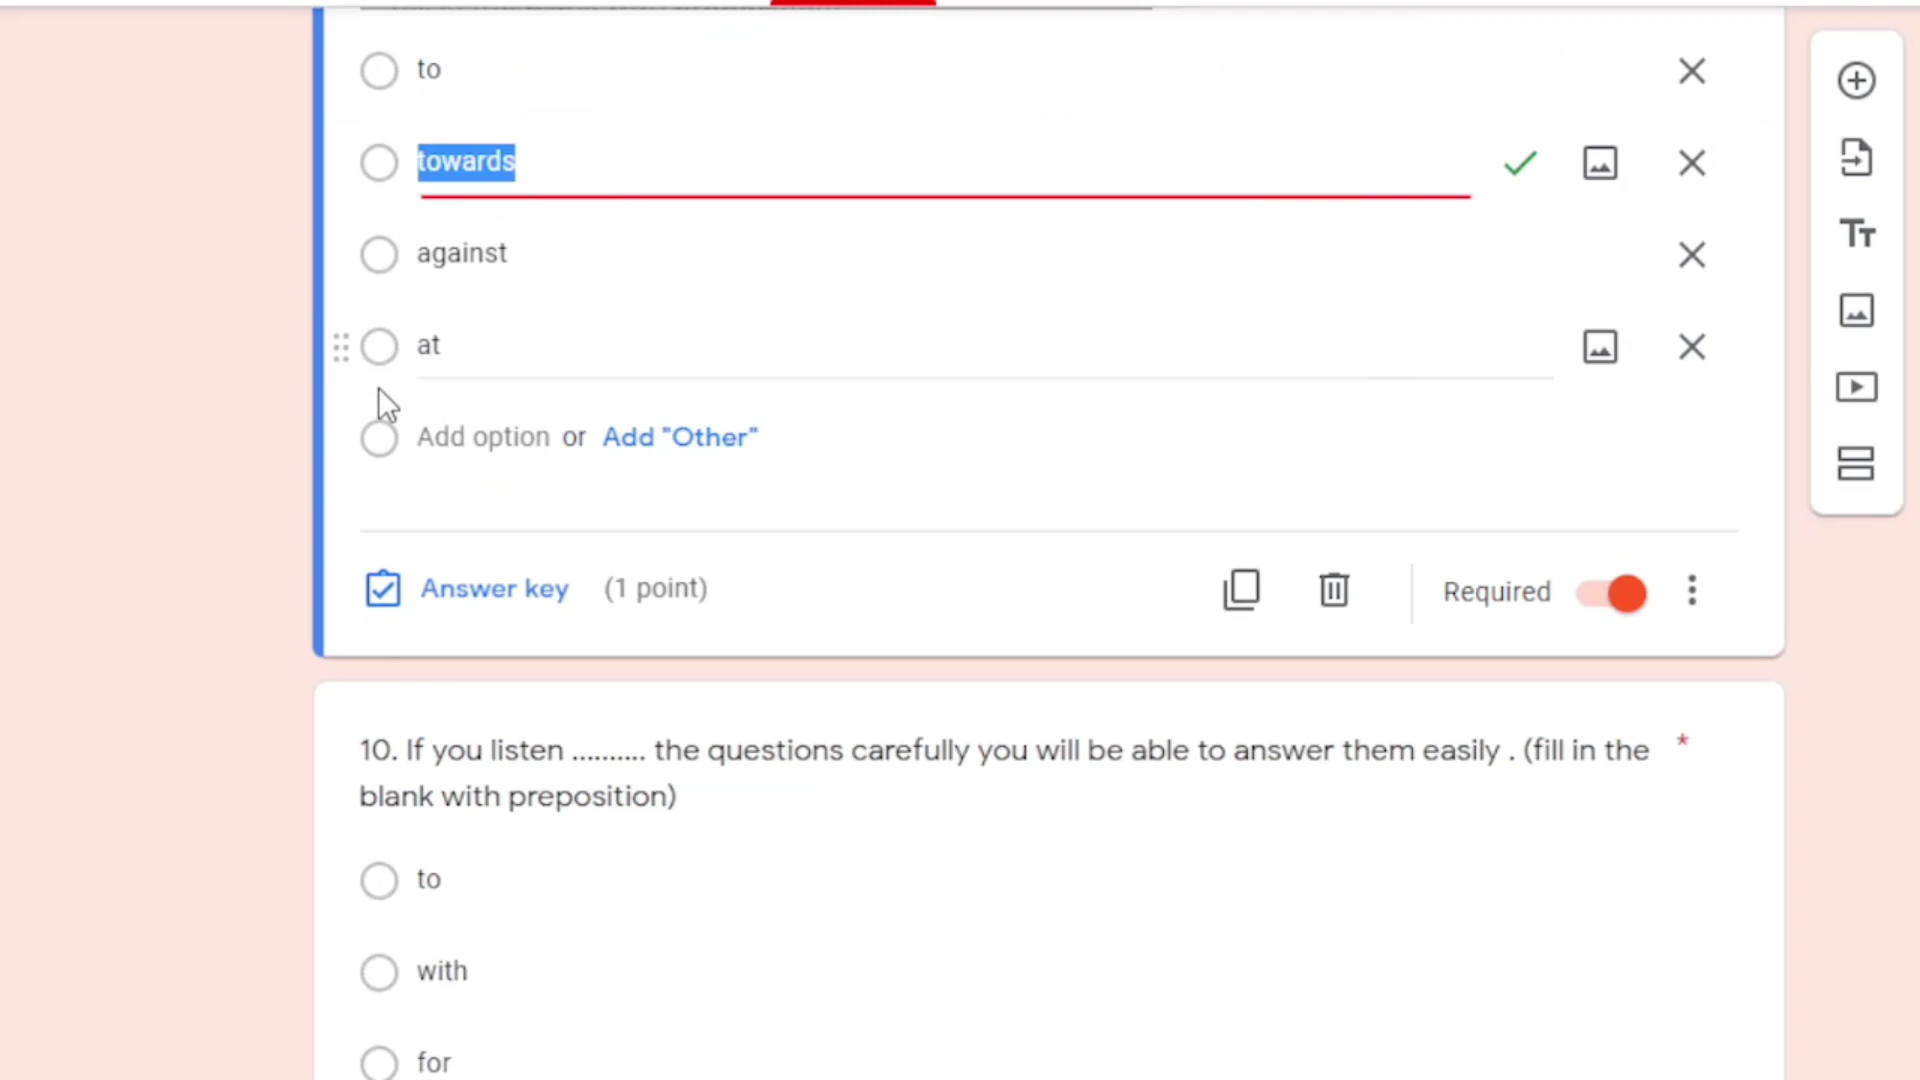 to
towards
against
at
Add option or Add "Other"
Answer key (1 point)
Required
10. If you listen .......... the questions carefully you will be able to answer them easily . (fill in the *
blank with preposition)
to
with
for